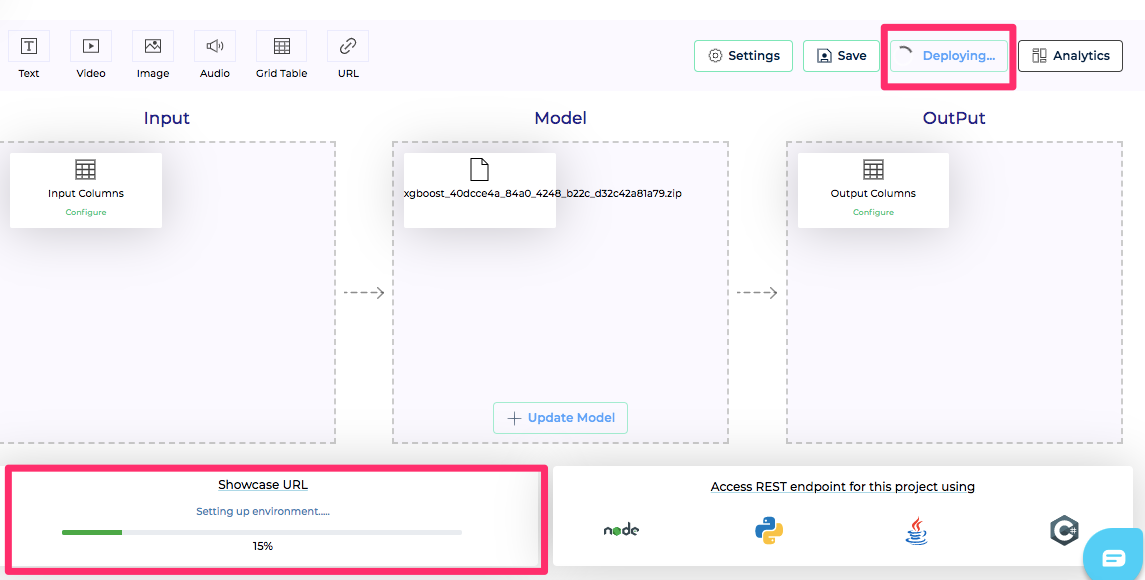 Text
Video
Image
Audio
Grid Table
URL
Settings
Save
Deploying...
Analytics
Input
Model
OutPut
Input Columns
Configure
xgboost_40dcce4a_84a0_4248_b22c_d32c42a81a79.zip
Output Columns
Configure
Update Model
Showcase URL
Setting up environment.....
15%
Access REST endpoint for this project using
node
C#